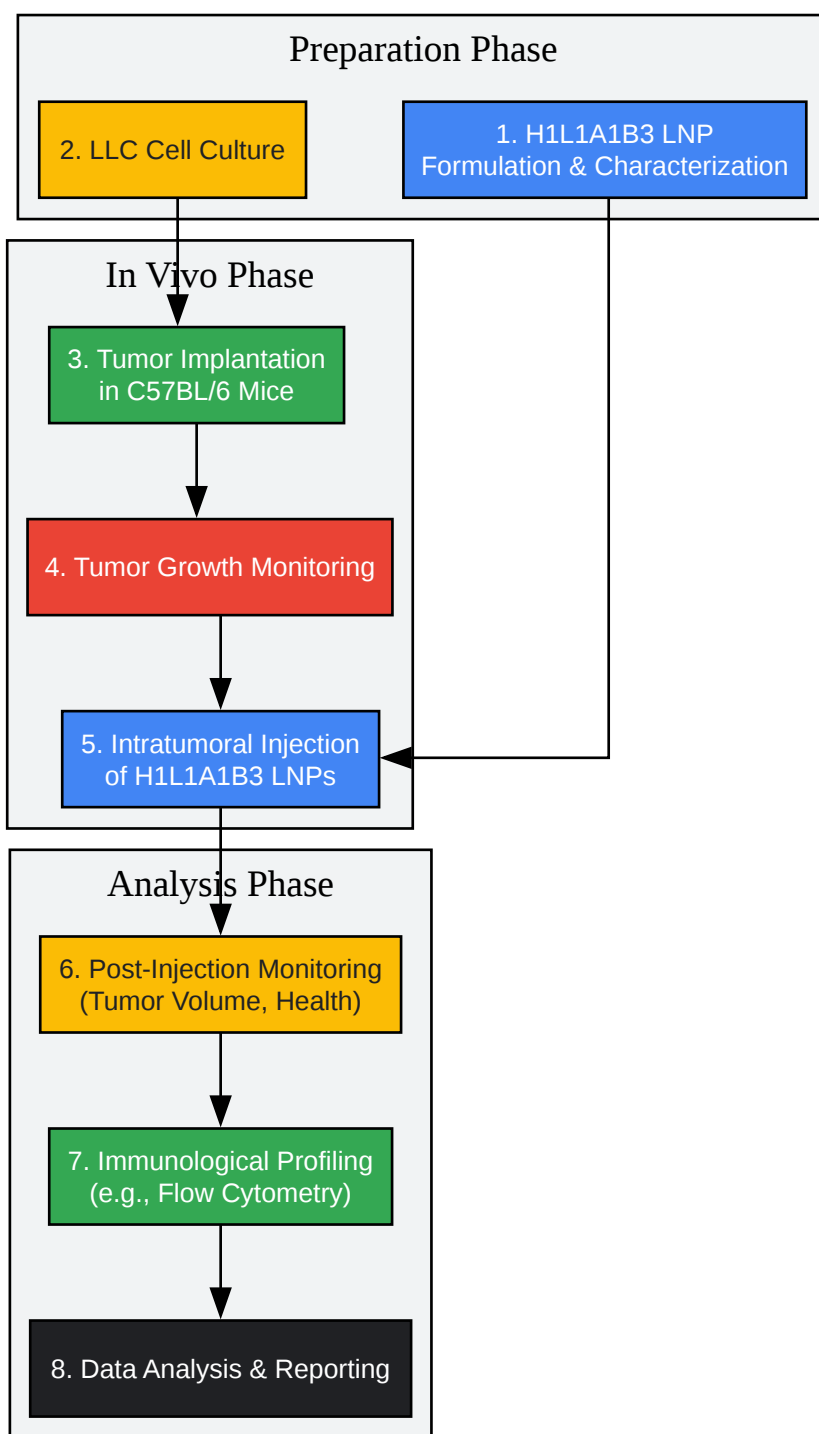 Preparation Phase
2. LLC Cell Culture
1. H1L1A1B3 LNP
Formulation & Characterization
In Vivo Phase
3. Tumor Implantation
in C57BL/6 Mice
4. Tumor Growth Monitoring
5. Intratumoral Injection
of H1L1A1B3 LNPs
Analysis Phase
6. Post-Injection Monitoring
(Tumor Volume, Health)
7. Immunological Profiling
(e.g., Flow Cytometry)
8. Data Analysis & Reporting